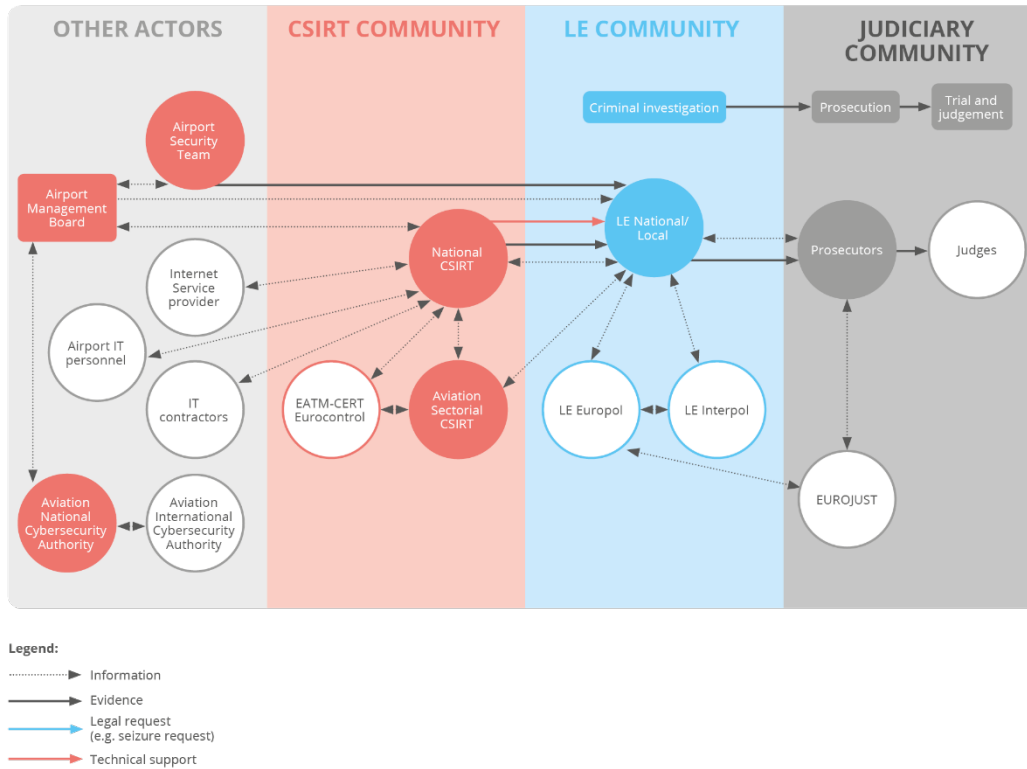 OTHER ACTORS
CSIRT COMMUNITY
LE COMMUNITY
JUDICIARY
COMMUNITY
Criminal investigation
Prosecution
Trial and
judgement
Airport
Security
Team
Airport
Management
Board
LE National/
Local
National
CSIRT
Prosecutors
Judges
Internet
Service
provider
Airport IT
personnel
IT
contractors
EATM-CERT
Eurocontrol
Aviation
Sectorial
CSIRT
LE Europol
LE Interpol
EUROJUST
Aviation
National
Cybersecurity
Authority
Aviation
International
Cybersecurity
Authority
Legend:
Information
Evidence
Legal request
(e.g. seizure request)
Technical support